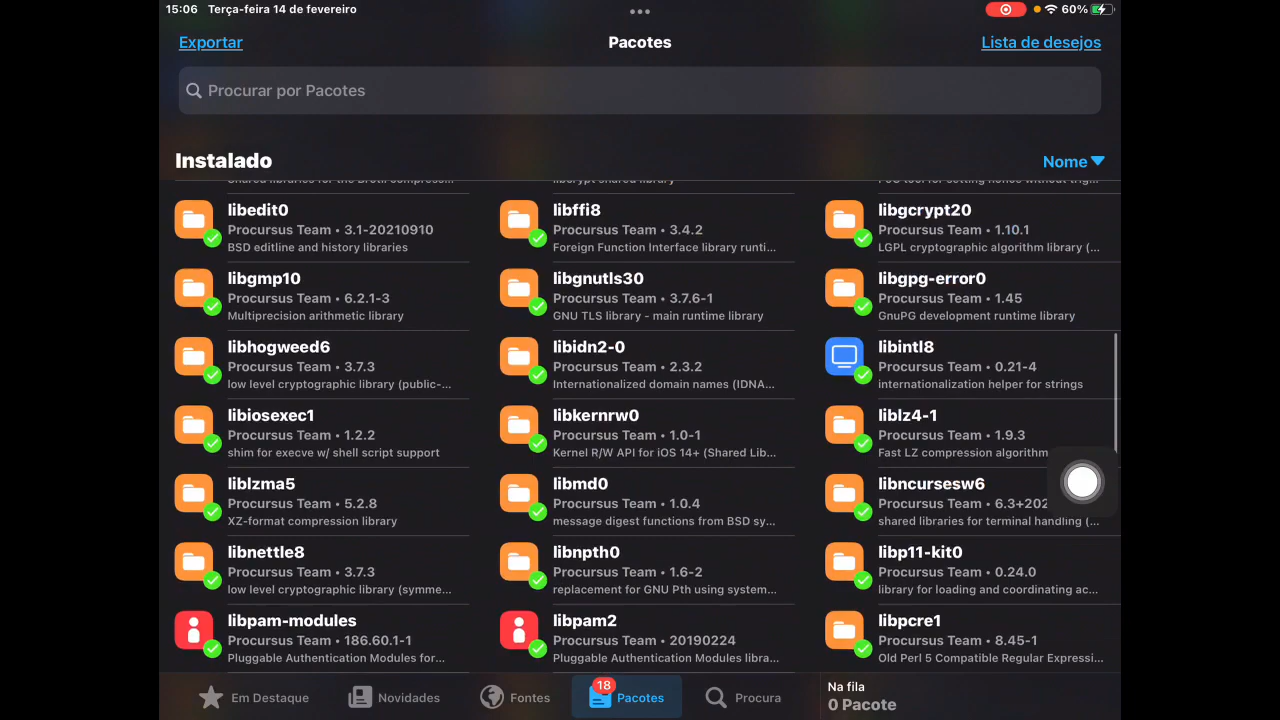 15:06 Terça-feira 14 de fevereiro
60%
Exportar
Pacotes
Lista de desejos
Procurar por Pacotes
Instalado
Nome
libedit0
Procursus Team • 3.1-20210910
BSD editline and history libraries
libffi8
Procursus Team • 3.4.2
Foreign Function Interface library runti...
libgcrypt20
Procursus Team • 1.10.1
LGPL cryptographic algorithm library (...
libgmp10
Procursus Team • 6.2.1-3
Multiprecision arithmetic library
libgnutls30
Procursus Team • 3.7.6-1
GNU TLS library - main runtime library
libgpg-error0
Procursus Team • 1.45
GnuPG development runtime library
libhogweed6
Procursus Team • 3.7.3
low level cryptographic library (public-...
libidn2-0
Procursus Team • 2.3.2
Internationalized domain names (IDNA...
libintl8
Procursus Team • 0.21-4
internationalization helper for strings
libiosexec1
Procursus Team • 1.2.2
shim for execve w/ shell script support
libkernrw0
Procursus Team • 1.0-1
Kernel R/W API for iOS 14+ (Shared Lib...
liblz4-1
Procursus Team • 1.9.3
Fast LZ compression algorithm
liblzma5
Procursus Team • 5.2.8
XZ-format compression library
libmd0
Procursus Team • 1.0.4
message digest functions from BSD sy...
libncursesw6
Procursus Team • 6.3+202
shared libraries for terminal handling (...
libnettle8
Procursus Team • 3.7.3
low level cryptographic library (symme...
libnpth0
Procursus Team • 1.6-2
replacement for GNU Pth using system...
libp11-kit0
Procursus Team • 0.24.0
library for loading and coordinating ac...
libpam-modules
Procursus Team • 186.60.1-1
Pluggable Authentication Modules for...
libpam2
Procursus Team • 20190224
Pluggable Authentication Modules libra...
libpcre1
Procursus Team • 8.45-1
Old Perl 5 Compatible Regular Expressi...
Em Destaque
Novidades
Fontes
18
Pacotes
Procura
Na fila
0 Pacote